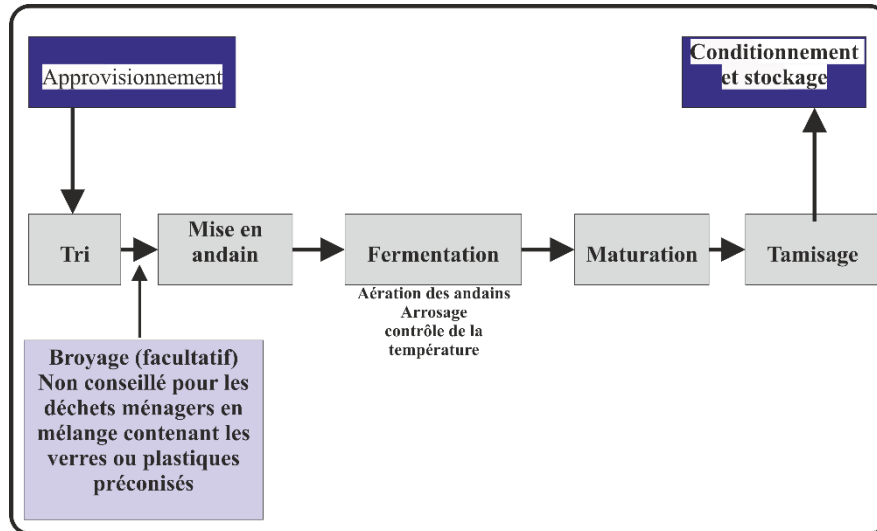 Approvisionnement
Conditionnement
et stockage
Tri
Mise en
andain
Fermentation
Maturation
Tamisage
Aération des andains
Arrosage
contrôle de la
température
Broyage (facultatif)
Non conseillé pour les
déchets ménagers en
mélange contenant les
verres ou plastiques
préconisés